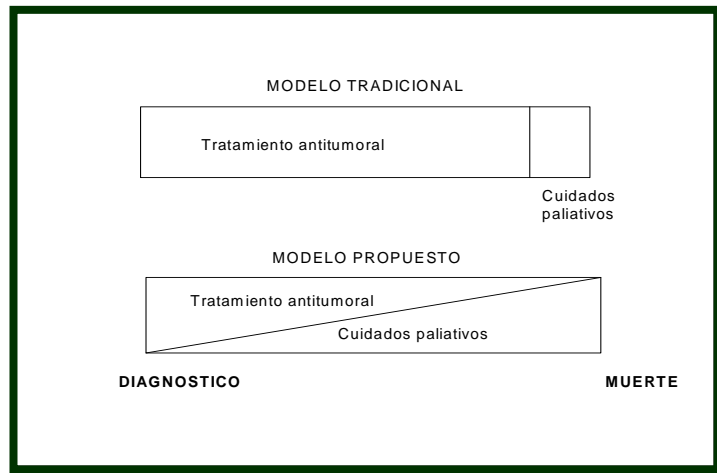 MODELO TRADICIONAL
Tratamiento antitumoral
Cuidados
paliativos
MODELO PROPUESTO
Tratamiento antitumoral
Cuidados paliativos
DIAGNOSTICO
MUERTE